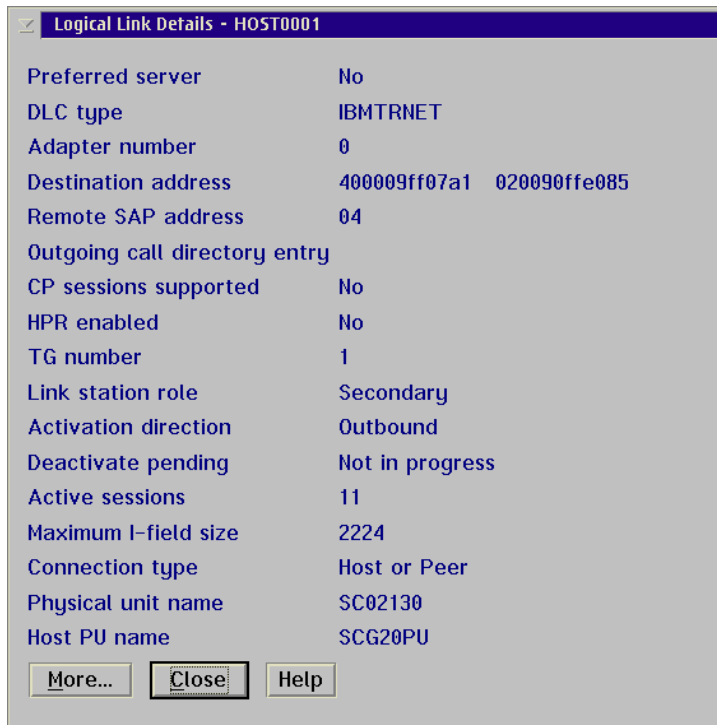 Logical Link Details - HOST0001
Preferred server No
DLC type IBMTRNET
Adapter number 0
Destination address 400009ff07a1 020090ffe085
Remote SAP address 04
Outgoing call directory entry
CP sessions supported No
HPR enabled No
TG number 1
Link station role Secondary
Activation direction Outbound
Deactivate pending Not in progress
Active sessions 11
Maximum I-field size 2224
Connection type Host or Peer
Physical unit name SC02130
Host PU name SCG20PU
More... Close Help